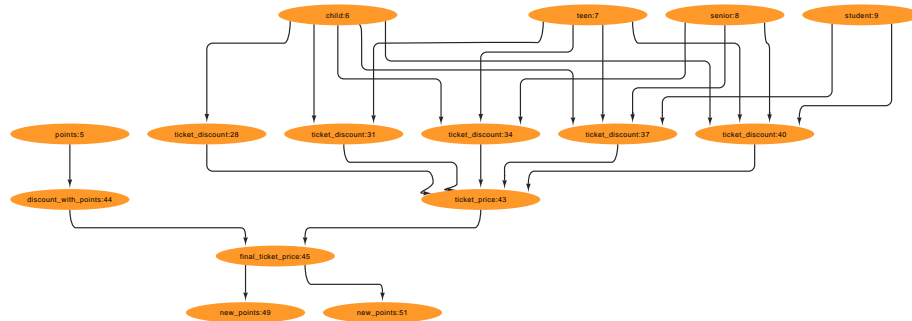 child:6
teen:7
senior:8
student:9
points:5
ticket_discount:28
ticket_discount:31
ticket_discount:34
ticket_discount:37
ticket_discount:40
discount_with_points:44
ticket_price:43
final_ticket_price:45
new_points:49
new_points:51